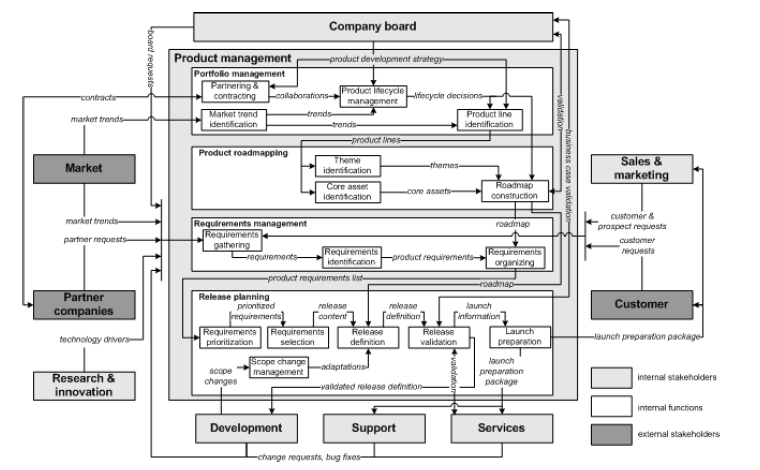 Company board
board requests
Product management
product development strategy
Portfolio management
Partnering &
contracting
collaborations
Product lifecycle
management
lifecycle decisions
contracts
market trends
Market trend
identification
trends
trends
Product line
identification
validation
business case validation
product lines
Product roadmapping
Theme
identification
themes
Core asset
identification
core assets
Roadmap
construction
Market
Sales &
marketing
market trends
partner requests
roadmap
customer &
prospect requests
customer
requests
Requirements management
Requirements
gathering
requirements
Requirements
identification
product requirements
Requirements
organizing
product requirements list
roadmap
Partner
companies
Customer
Release planning
prioritized
requirements
release
content
release
definition
launch
information
Requirements
prioritization
Requirements
selection
Release
definition
Release
validation
Launch
preparation
launch preparation package
technology drivers
Research &
innovation
scope
changes
Scope change
management
adaptations
validation
launch
preparation
package
validated release definition
Development
Support
Services
change requests, bug fixes
internal stakeholders
internal functions
external stakeholders